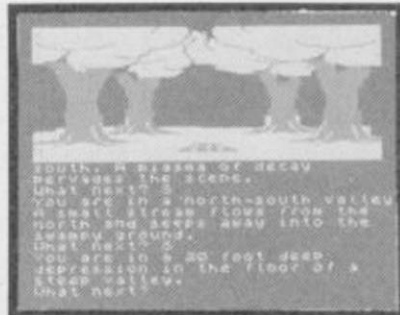 south. A miasma of decay
pervades the scene.
What next? S
You are in a north-south valley
A small stream flows from the
north and seeps away into the
swampy ground.
What next? S
You are in a 20 foot deep,
depression in the floor of a
steep valley.
What next?